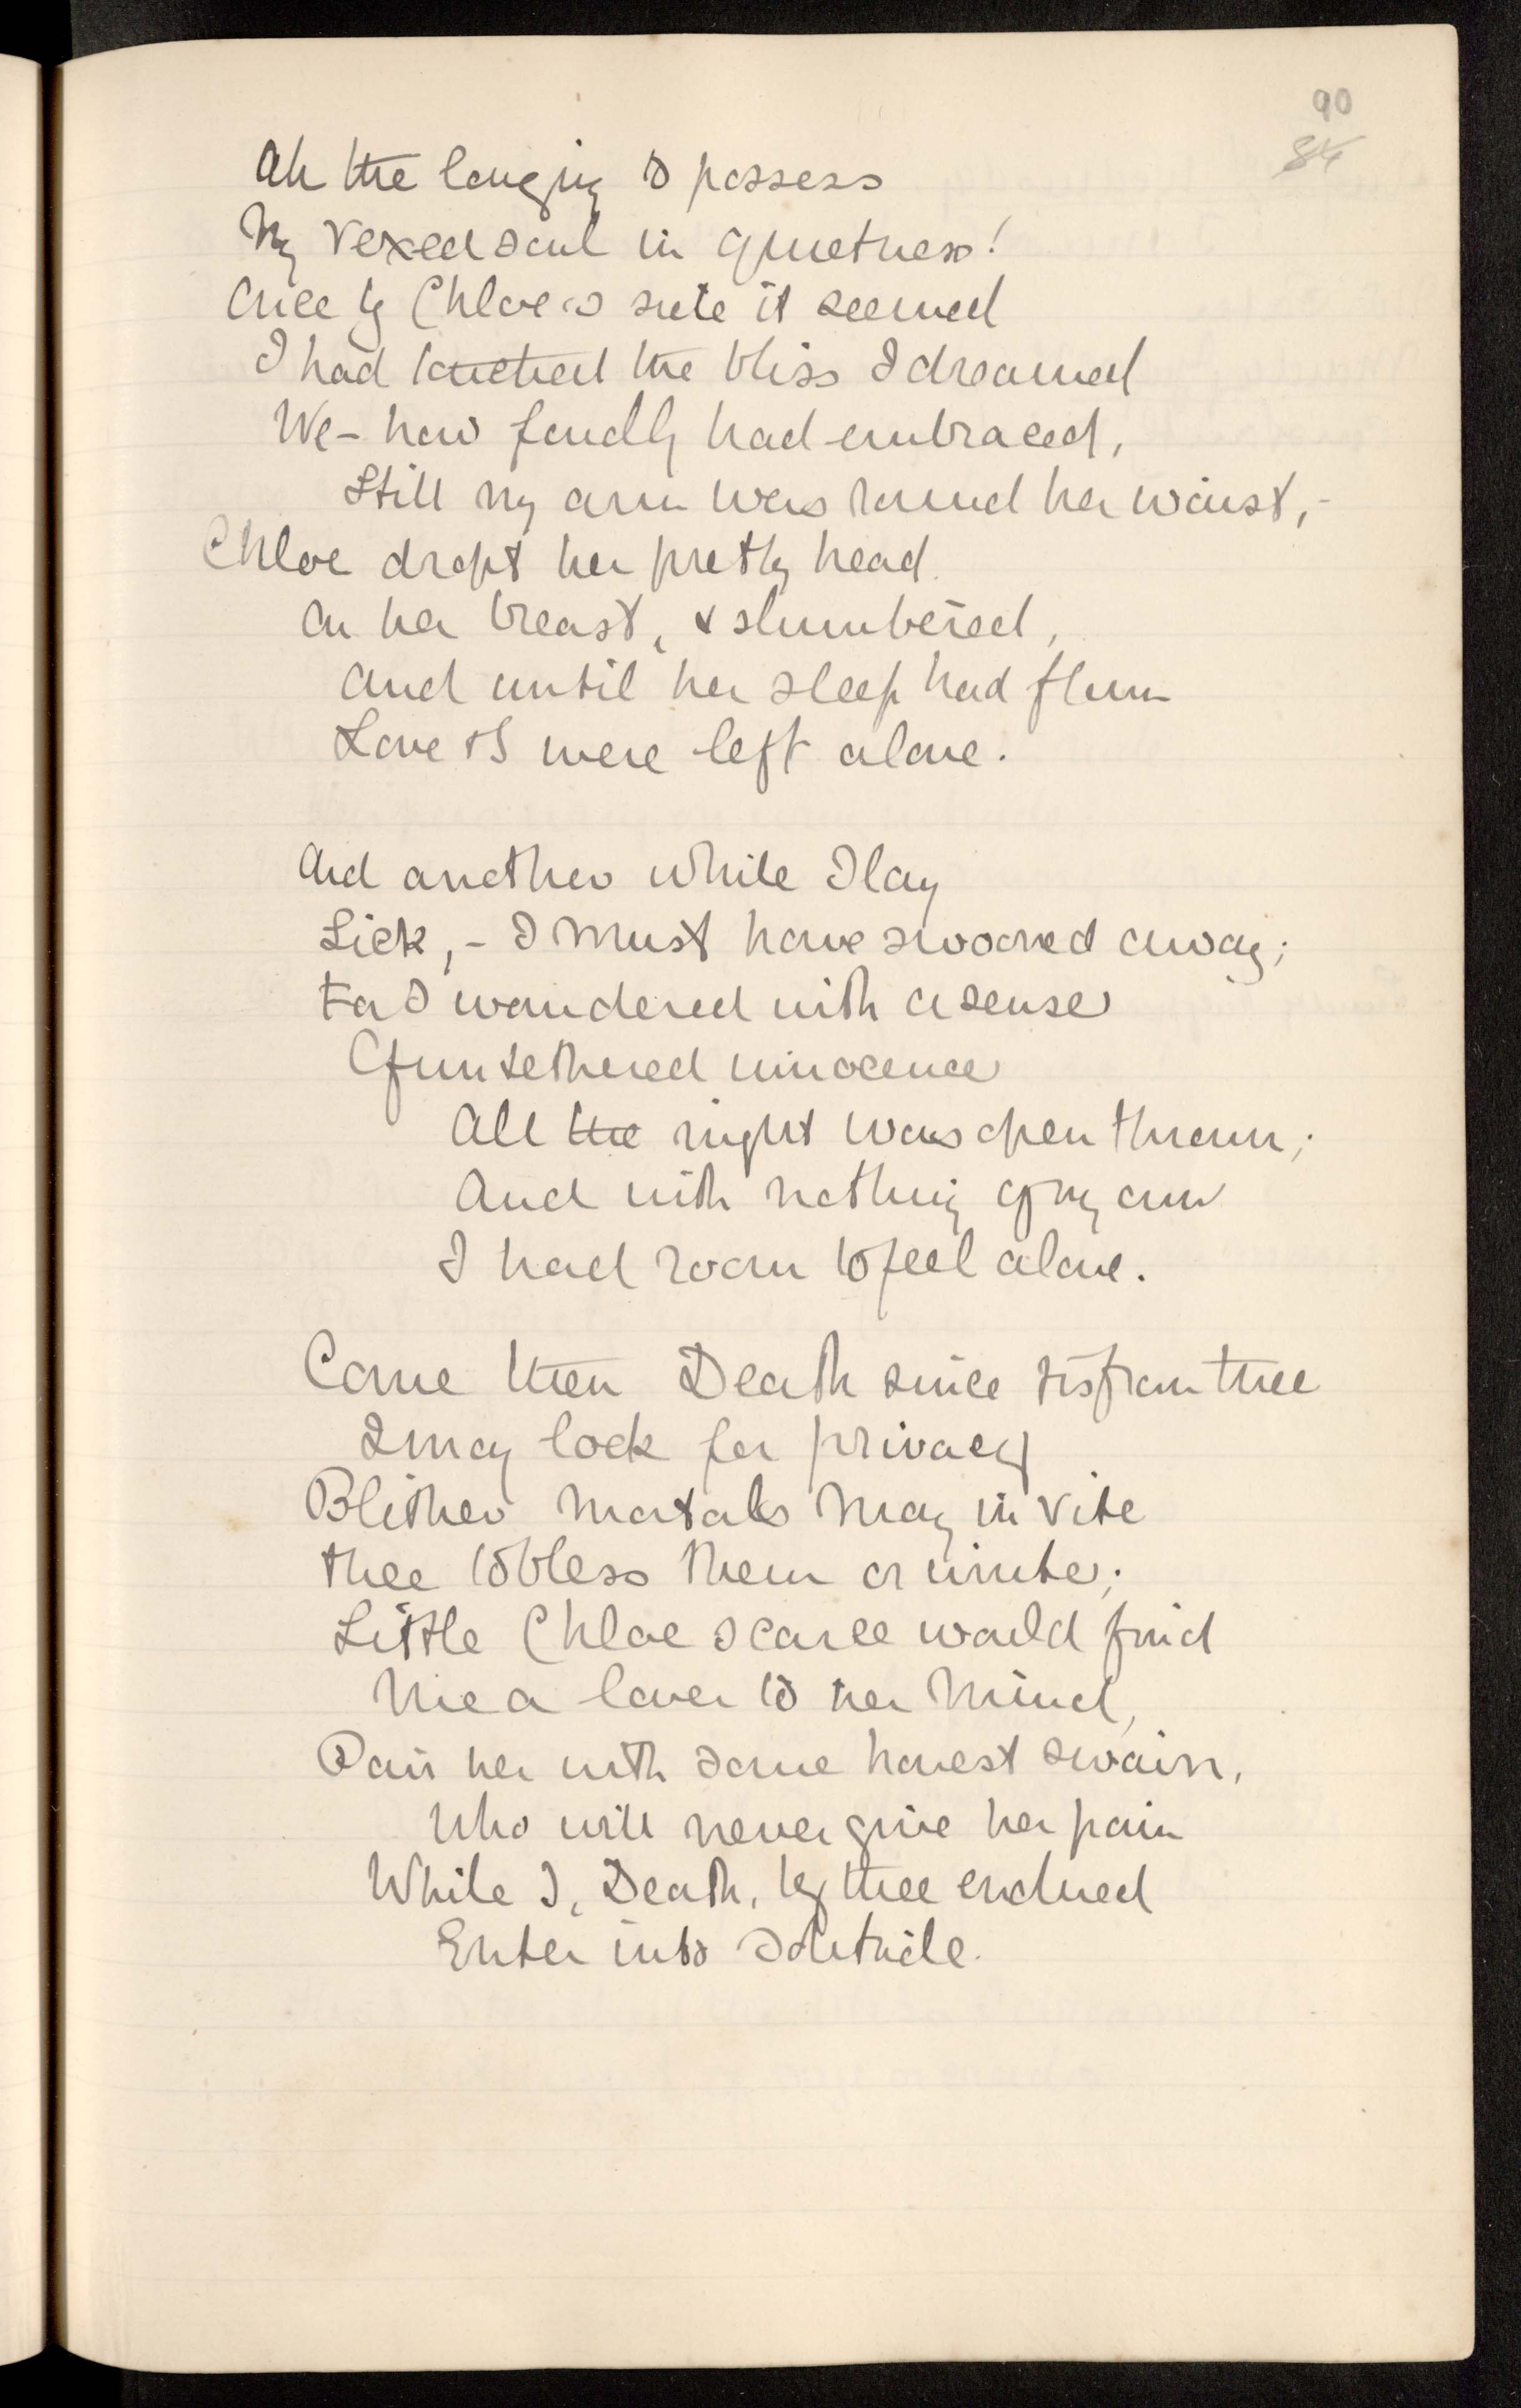 90
84
Ah the longing to possess
My vexed soul in quietness!
Once by Chloe's side it seemed
I had touched the bliss I dreamed
We - how fondly had embraced,
Still my arm was round her waist, -
Chloe dropt her pretty head
On her breast, & slumbered,
And until her sleep had flown
Love & I were left alone.
And another while I lay
Sick, - I must have swooned away;
For I wandered with a sense
Of untethered innocence
All the night was open thrown;
And with nothing of my own
I had room to feel alone.
Come then Death since 'tis from thee
I may look for privacy
Blither mortals may invite
thee to bless them or unite;
Little Chloe scarce would find
Me a lover to her mind,
Pair her with some honest swain,
Who will never give her pain
While I, Death, by thee endued
Enter into solitude.